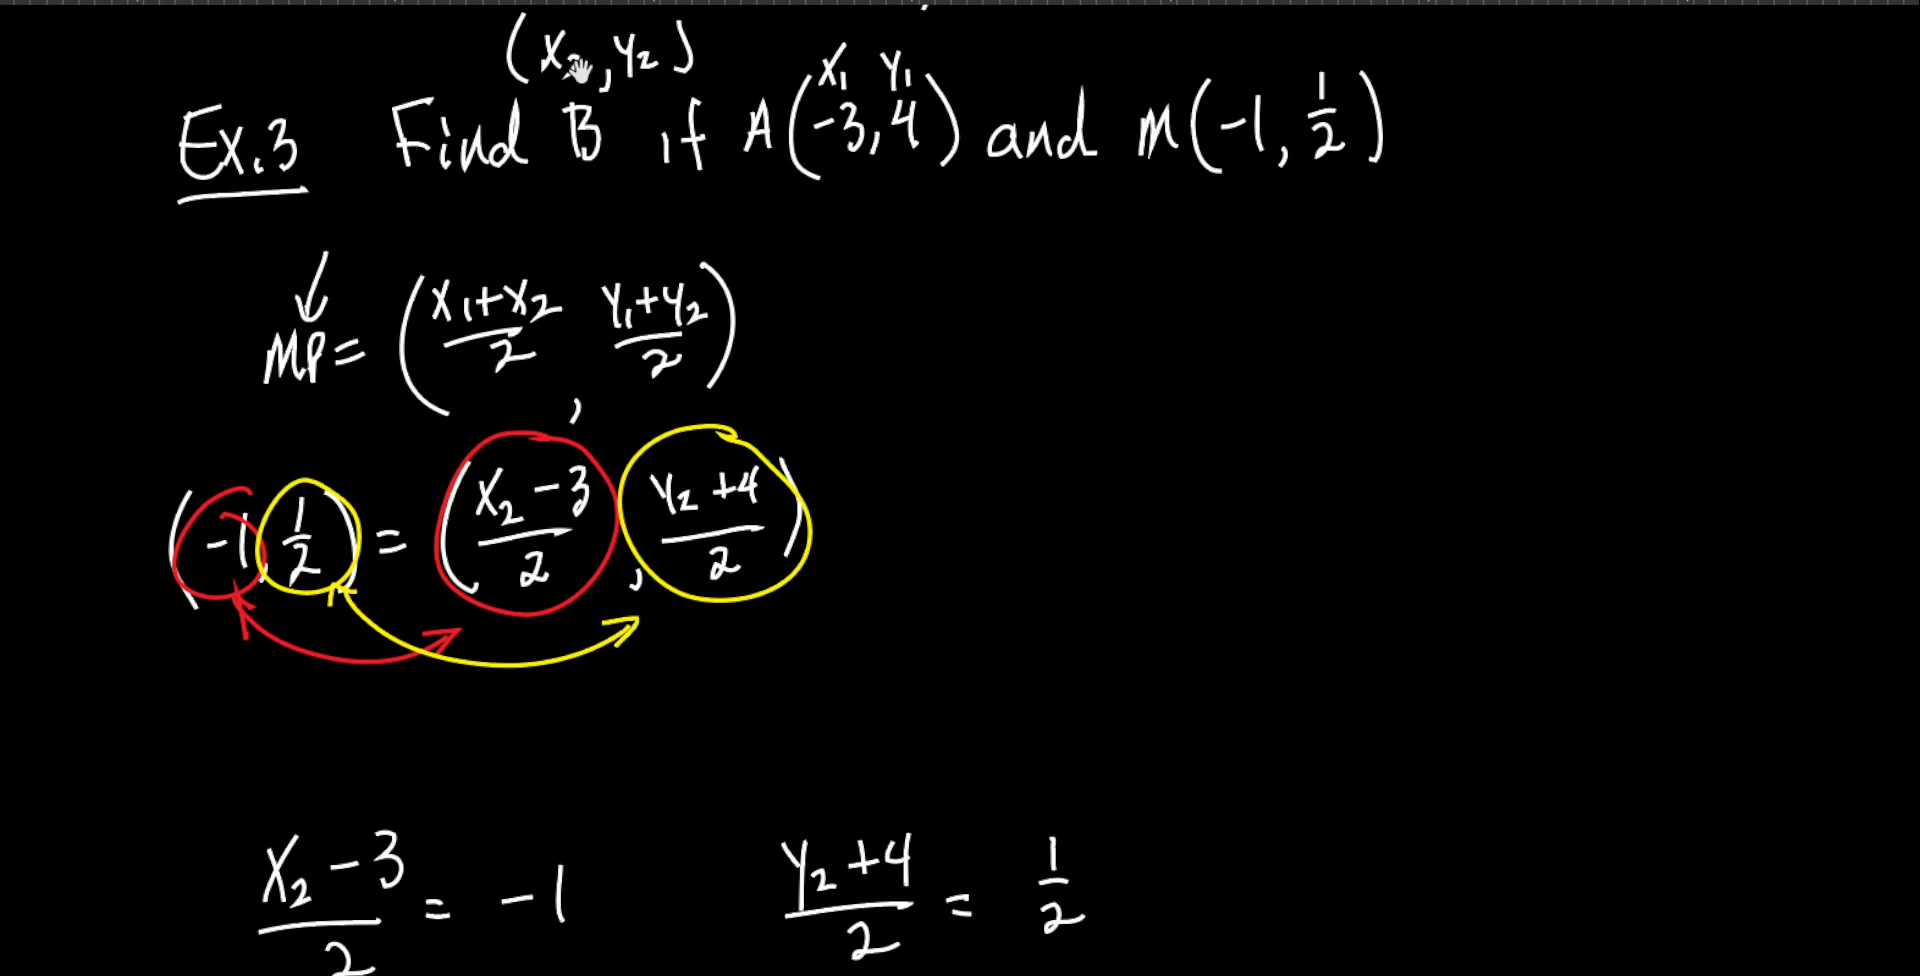 (x₂, y₂)
x₁ y₁
Ex.3 Find B if A(-3, 4) and M(-1, 1/2)
MP = ((x₁+x₂)/2, (y₁+y₂)/2)
(-1, 1/2) = ((x₂-3)/2, (y₂+4)/2)
(x₂-3)/2 = -1 (y₂+4)/2 = 1/2